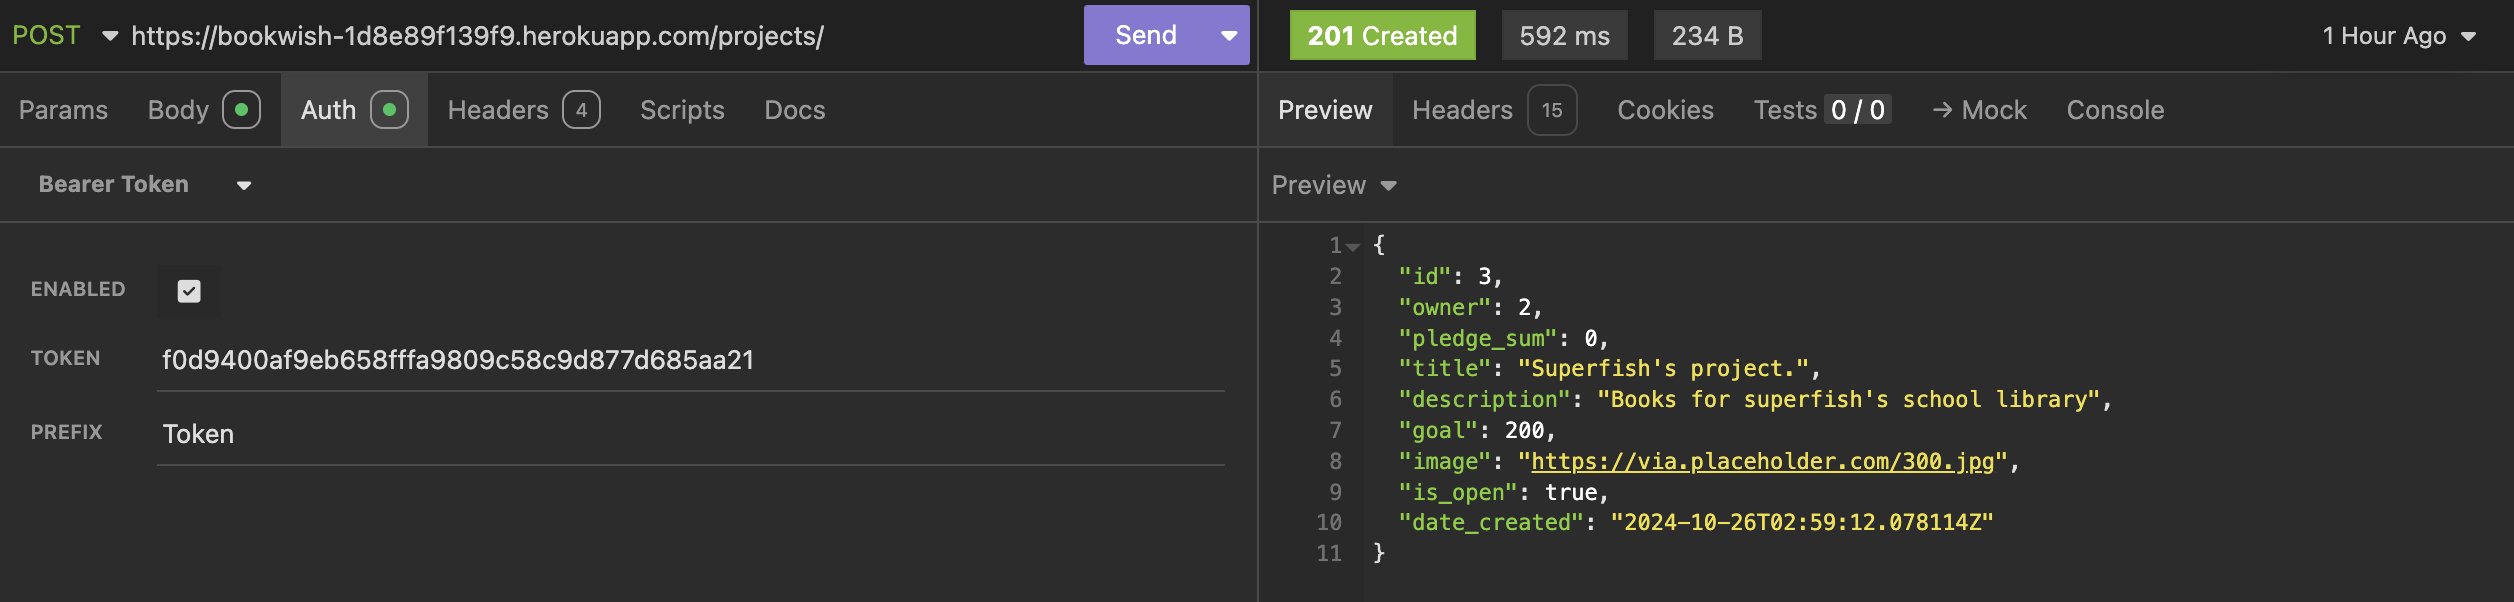 POST https://bookwish-1d8e89f139f9.herokuapp.com/projects/ Send 201 Created 592 ms 234 B 1 Hour Ago
Params Body Auth Headers 4 Scripts Docs Preview Headers 15 Cookies Tests 0 / 0 → Mock Console
Bearer Token
Preview
ENABLED
TOKEN f0d9400af9eb658fffa9809c58c9d877d685aa21
PREFIX Token
1 {
2 "id": 3,
3 "owner": 2,
4 "pledge_sum": 0,
5 "title": "Superfish's project.",
6 "description": "Books for superfish's school library",
7 "goal": 200,
8 "image": "https://via.placeholder.com/300.jpg",
9 "is_open": true,
10 "date_created": "2024-10-26T02:59:12.078114Z"
11 }